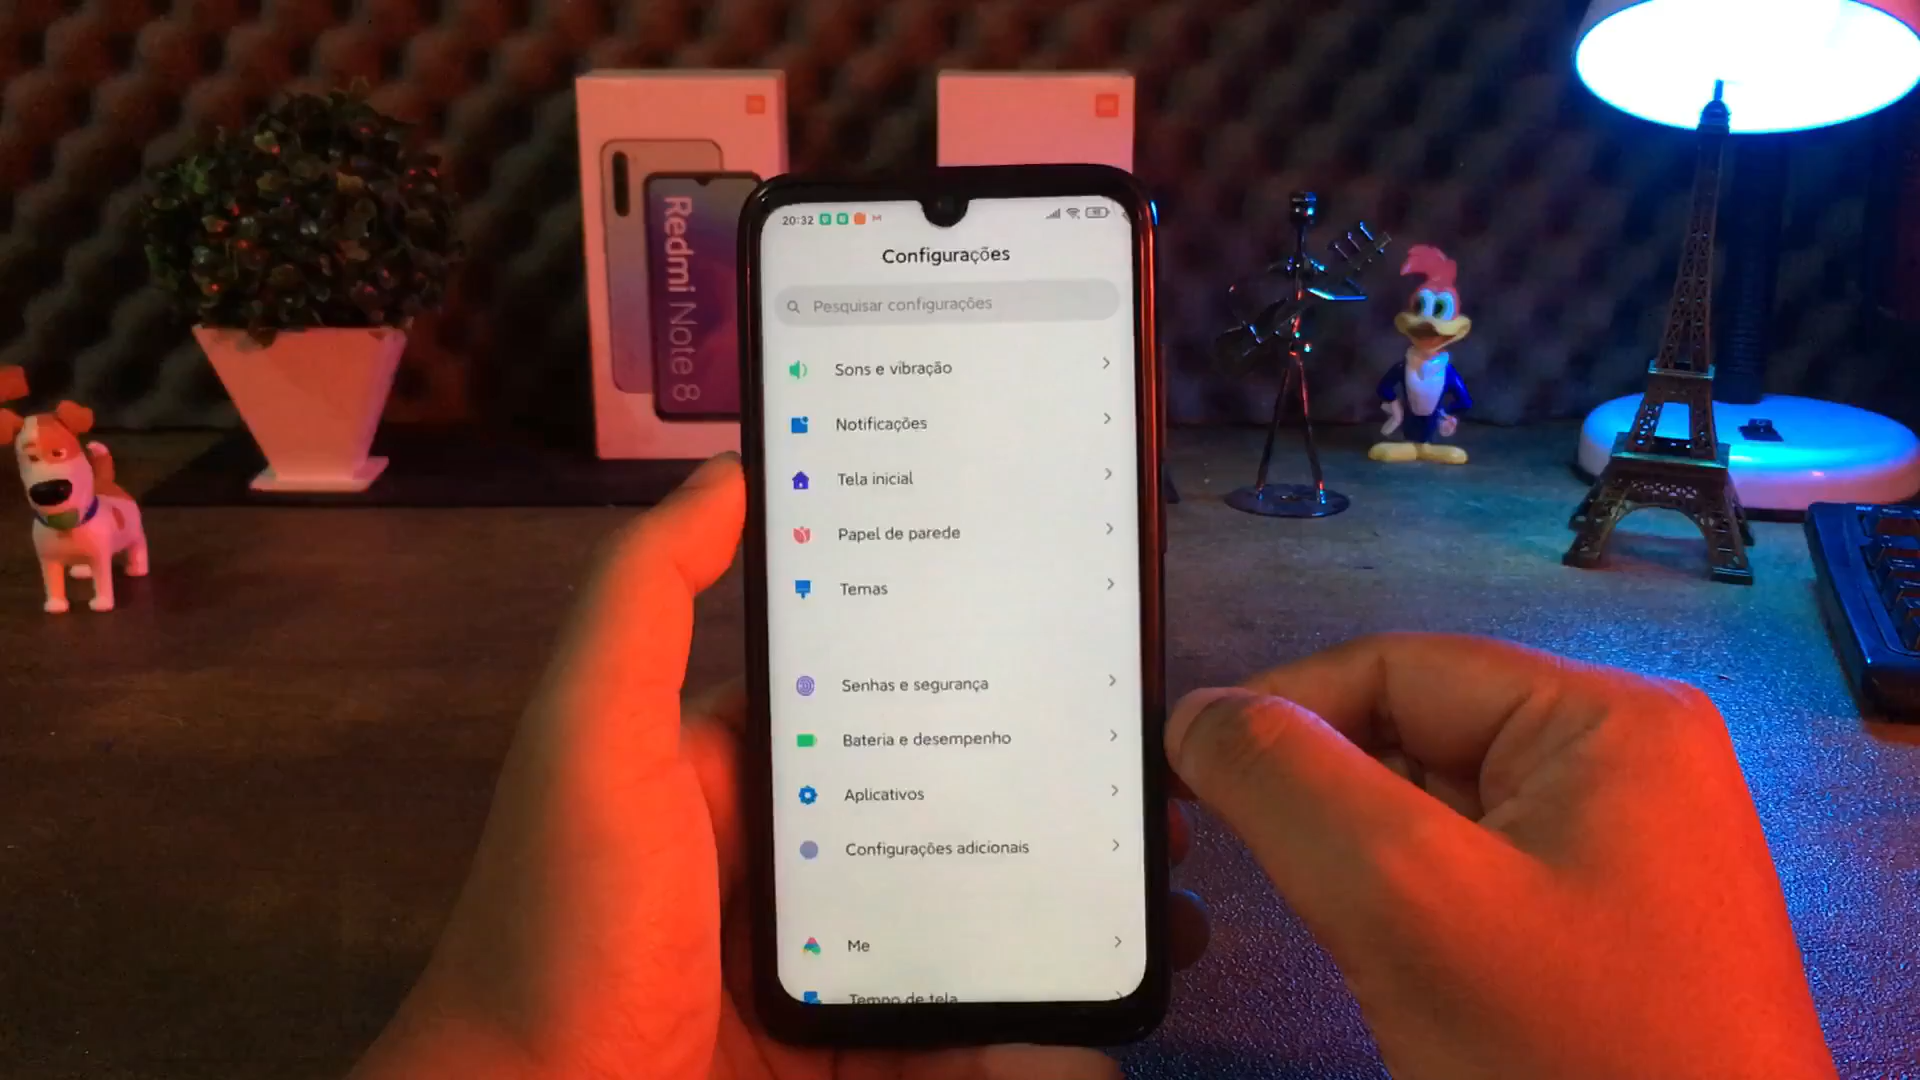 Redmi Note 8
20:32
Configurações
Pesquisar configurações
Sons e vibração
Notificações
Tela inicial
Papel de parede
Temas
Senhas e segurança
Bateria e desempenho
Aplicativos
Configurações adicionais
Me
Tempo de tela